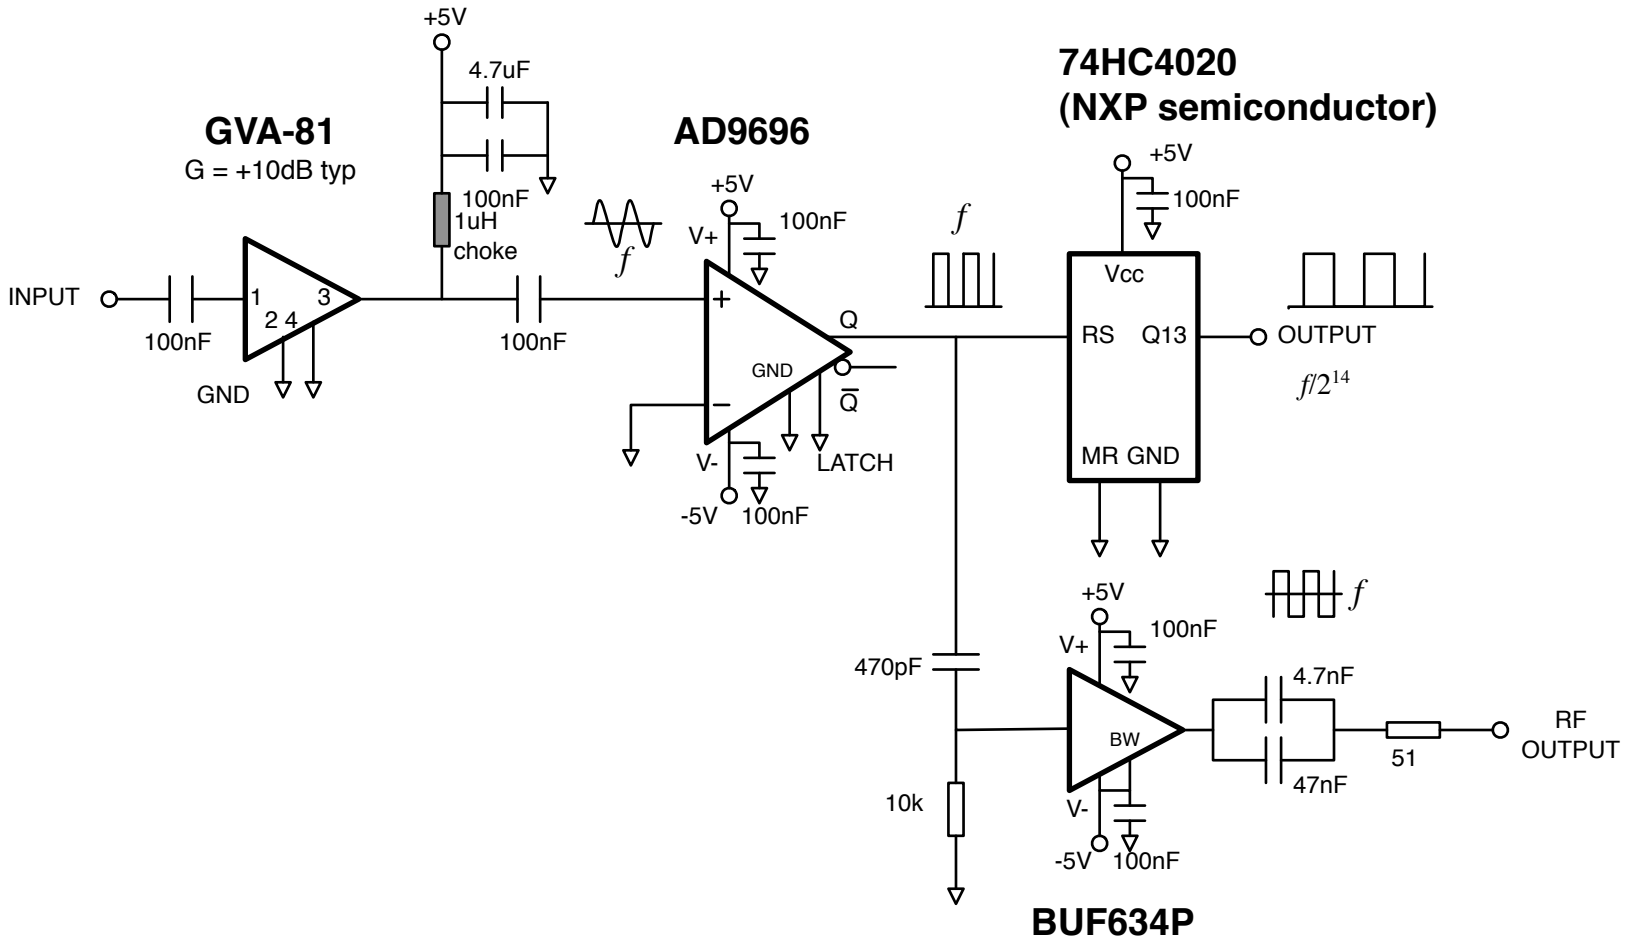 +5V
4.7uF
100nF
1uH
choke
GVA-81
G = +10dB typ
INPUT
100nF
1
2 4
3
GND
100nF
f
AD9696
+5V
100nF
V+
+
−
GND
Q
Q̅
LATCH
V-
-5V
100nF
f
74HC4020
(NXP semiconductor)
+5V
100nF
Vcc
RS
Q13
MR GND
OUTPUT
f/2¹⁴
470pF
10k
+5V
100nF
V+
BW
V-
-5V
100nF
BUF634P
f
4.7nF
47nF
51
RF
OUTPUT